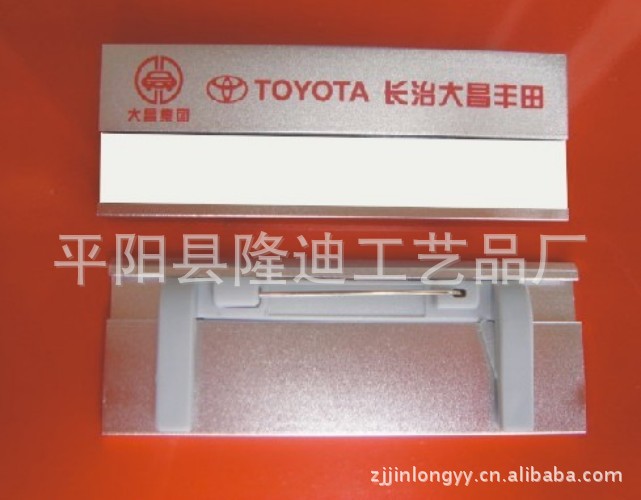 TOYOTA 长治大昌丰田
大昌集团
平阳县隆迪工艺品厂
zjjinlongyy.cn.alibaba.com